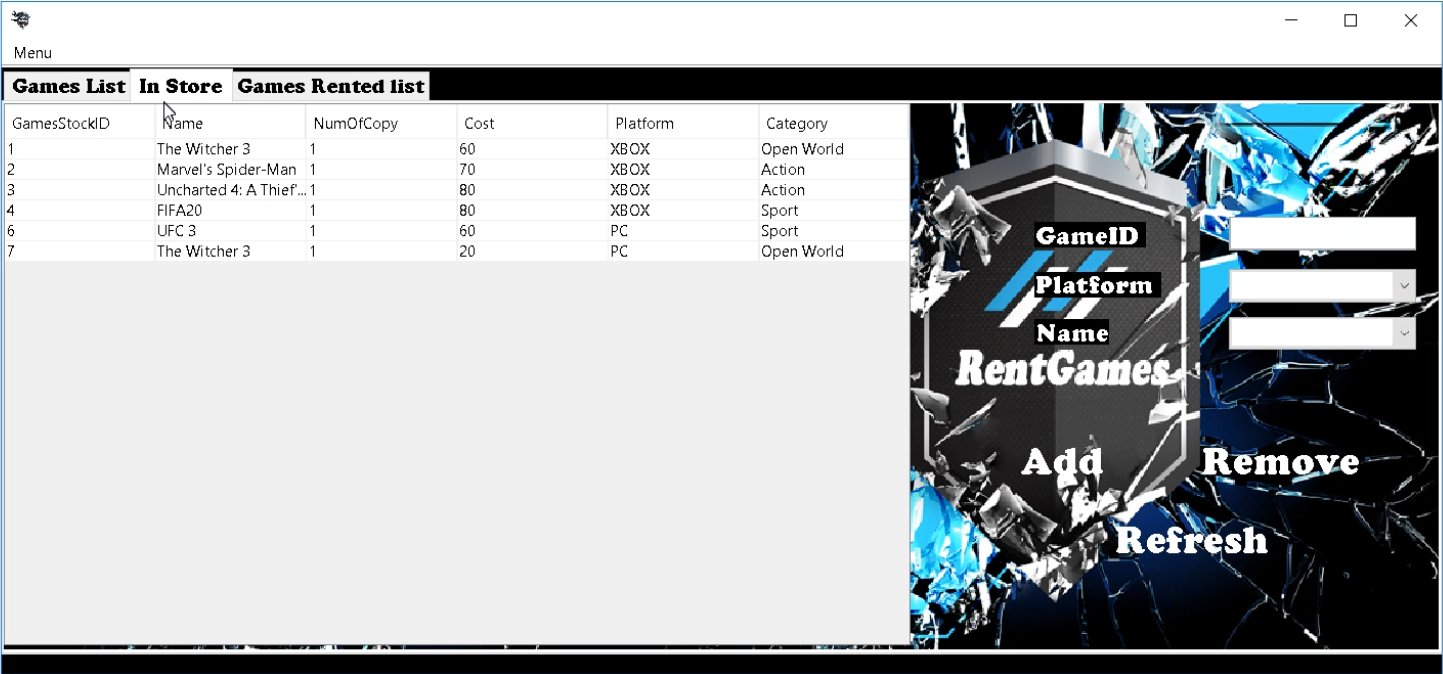 Menu
Games List In Store Games Rented list
GamesStockID Name NumOfCopy Cost Platform Category
1 The Witcher 3 1 60 XBOX Open World
2 Marvel's Spider-Man 1 70 XBOX Action
3 Uncharted 4: A Thief'... 1 80 XBOX Action
4 FIFA20 1 80 XBOX Sport
6 UFC 3 1 60 PC Sport
7 The Witcher 3 1 20 PC Open World
GameID
Platform
Name
RentGames
Add Remove
Refresh